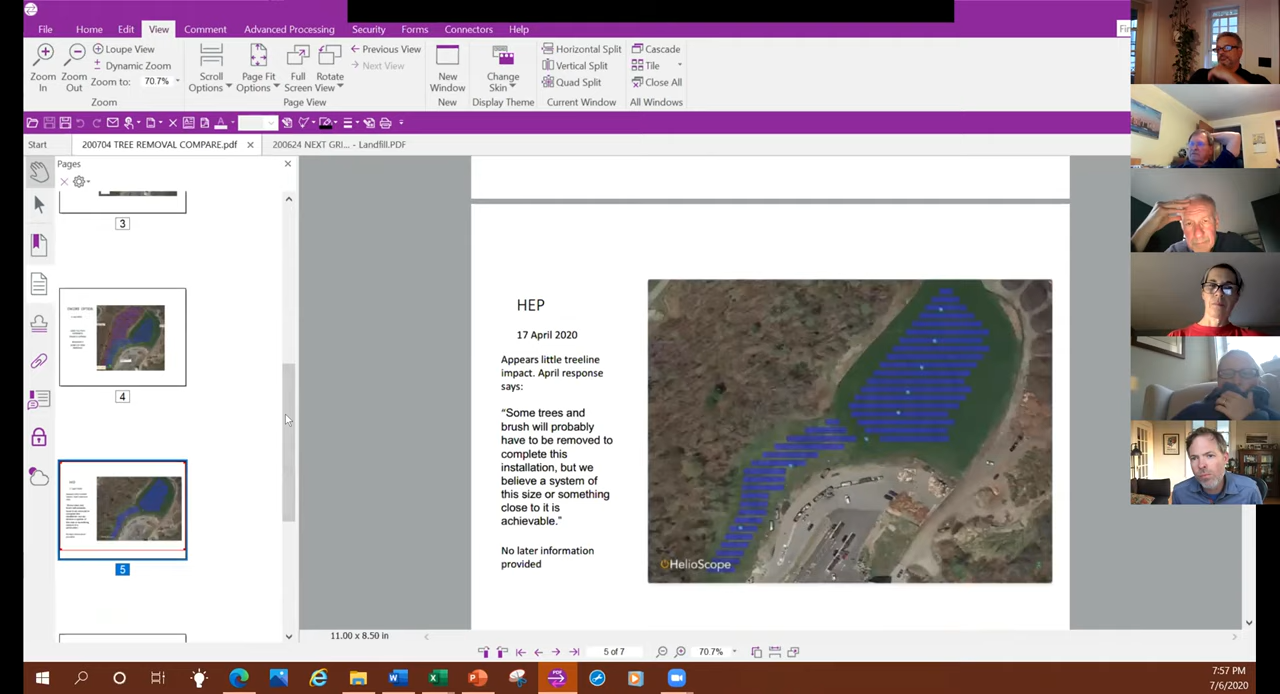 File Home Edit View Comment Advanced Processing Security Forms Connectors Help
Zoom In
Zoom Out
Loupe View
Dynamic Zoom
Zoom to: 70.7%
Zoom
Scroll Options
Page Fit Options
Full Screen
Rotate View
Previous View
Next View
Page View
New Window
New
Change Skin
Display Theme
Horizontal Split
Vertical Split
Quad Split
Current Window
Cascade
Tile
Close All
All Windows
Start 200704 TREE REMOVAL COMPARE.pdf 200624 NEXT GRI... - Landfill.PDF
Pages
3
4
5
HEP
17 April 2020
Appears little treeline
impact. April response
says:
“Some trees and
brush will probably
have to be removed to
complete this
installation, but we
believe a system of
this size or something
close to it is
achievable.”
No later information
provided
HelioScope
11.00 x 8.50 in
5 of 7
70.7%
7:57 PM
7/6/2020